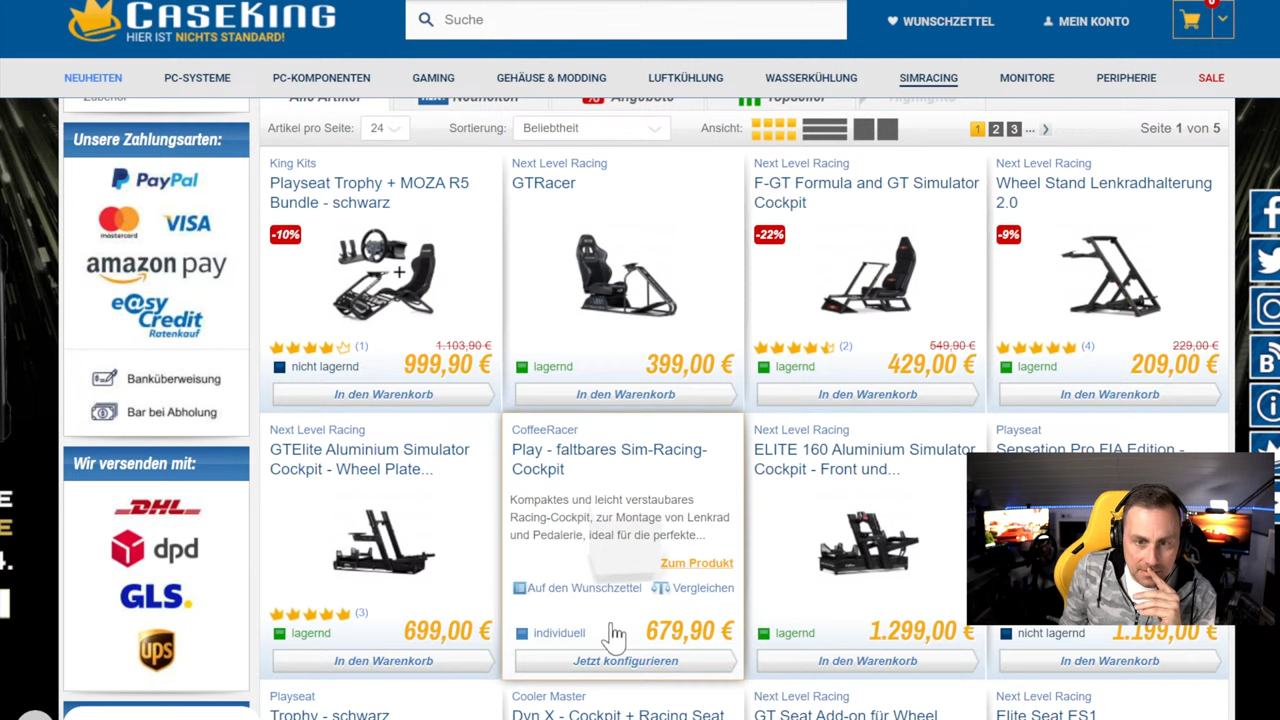 CASEKING
HIER IST NICHTS STANDARD!
Suche
WUNSCHZETTEL
MEIN KONTO
NEUHEITEN
PC-SYSTEME
PC-KOMPONENTEN
GAMING
GEHÄUSE & MODDING
LUFTKÜHLUNG
WASSERKÜHLUNG
SIMRACING
MONITORE
PERIPHERIE
SALE
Zubehör
Alle Artikel
Neuheiten
Angebote
Topseller
Highlights
Artikel pro Seite:
24
Sortierung:
Beliebtheit
Ansicht:
1 2 3 ...
Seite 1 von 5
Unsere Zahlungsarten:
PayPal
mastercard
VISA
amazon pay
e@sy
Credit
Ratenkauf
Banküberweisung
Bar bei Abholung
Wir versenden mit:
DHL
dpd
GLS.
ups
King Kits
Playseat Trophy + MOZA R5
Bundle - schwarz
-10%
+
(1)
1.103,90 €
nicht lagernd
999,90 €
In den Warenkorb
Next Level Racing
GTRacer
lagernd
399,00 €
In den Warenkorb
Next Level Racing
F-GT Formula and GT Simulator
Cockpit
-22%
(2)
549,90 €
lagernd
429,00 €
In den Warenkorb
Next Level Racing
Wheel Stand Lenkradhalterung
2.0
-9%
(4)
229,00 €
lagernd
209,00 €
In den Warenkorb
Next Level Racing
GTElite Aluminium Simulator
Cockpit - Wheel Plate...
(3)
lagernd
699,00 €
In den Warenkorb
CoffeeRacer
Play - faltbares Sim-Racing-
Cockpit
Kompaktes und leicht verstaubares
Racing-Cockpit, zur Montage von Lenkrad
und Pedalerie, ideal für die perfekte...
Zum Produkt
Auf den Wunschzettel
Vergleichen
individuell
679,90 €
Jetzt konfigurieren
Next Level Racing
ELITE 160 Aluminium Simulator
Cockpit - Front und...
lagernd
1.299,00 €
In den Warenkorb
Playseat
Sensation Pro FIA Edition -
nicht lagernd
1.199,00 €
In den Warenkorb
Playseat
Trophy - schwarz
Cooler Master
Dyn X - Cockpit + Racing Seat
Next Level Racing
GT Seat Add-on für Wheel
Next Level Racing
Elite Seat ES1